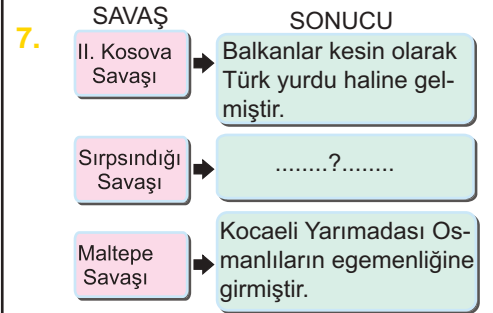 SAVAŞ SONUCU
7.
II. Kosova
Savaşı
Balkanlar kesin olarak
Türk yurdu haline gel-
miştir.
Sırpsındığı
Savaşı
........?........
Maltepe
Savaşı
Kocaeli Yarımadası Os-
manlıların egemenliğine
girmiştir.